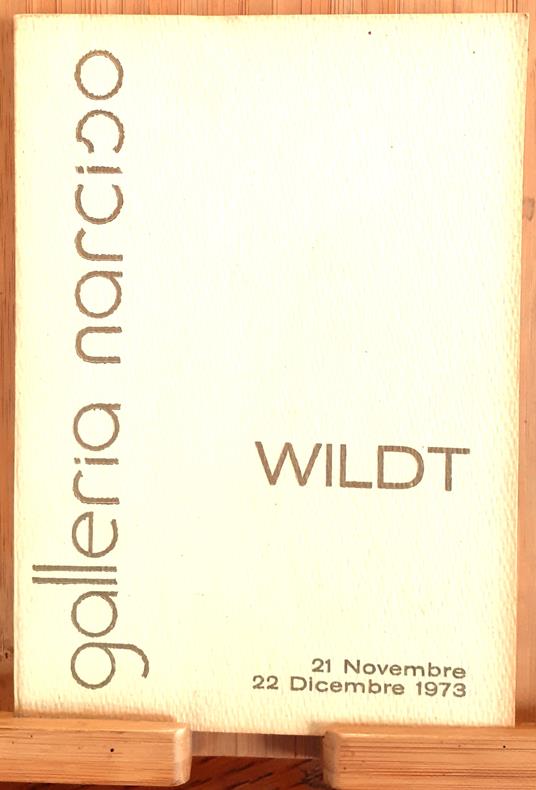 galleria narciso
WILDT
21 Novembre
22 Dicembre 1973